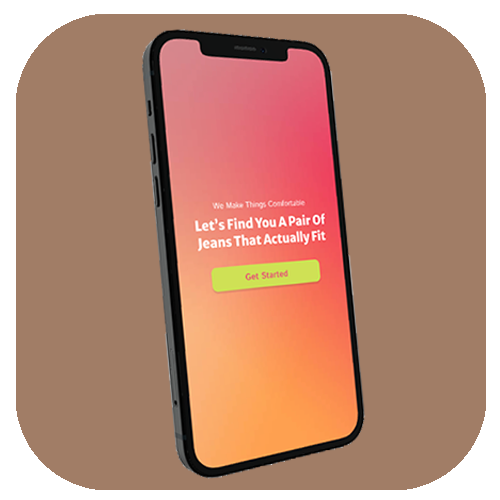 We Make Things Comfortable
Let's Find You A Pair Of
Jeans That Actually Fit
Get Started